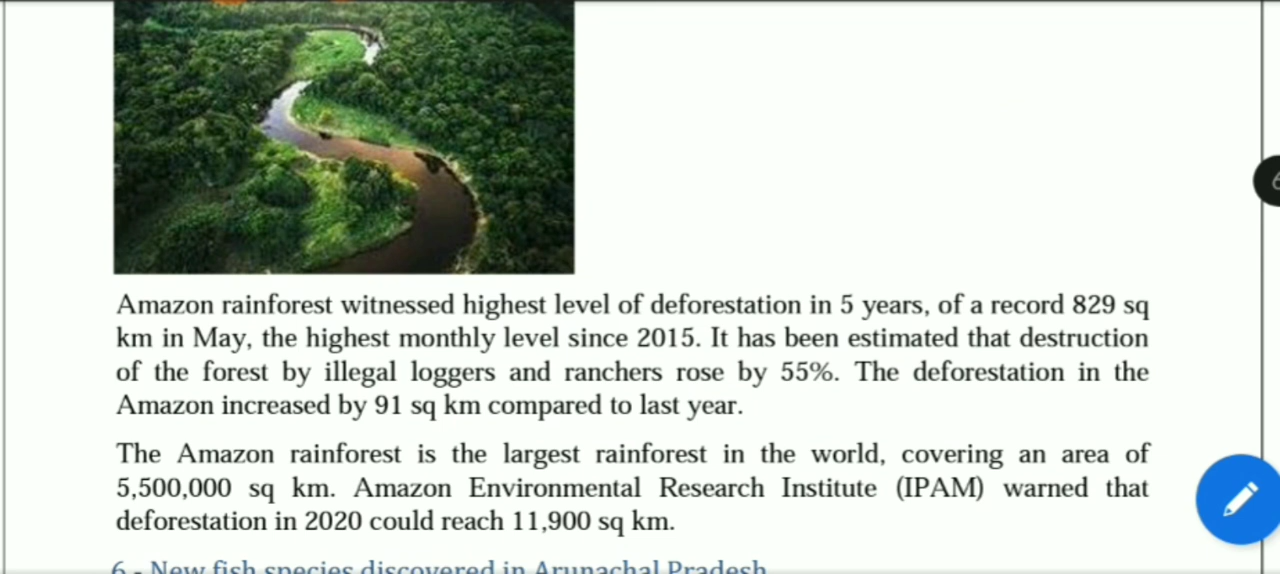 Amazon rainforest witnessed highest level of deforestation in 5 years, of a record 829 sq
km in May, the highest monthly level since 2015. It has been estimated that destruction
of the forest by illegal loggers and ranchers rose by 55%. The deforestation in the
Amazon increased by 91 sq km compared to last year.
The Amazon rainforest is the largest rainforest in the world, covering an area of
5,500,000 sq km. Amazon Environmental Research Institute (IPAM) warned that
deforestation in 2020 could reach 11,900 sq km.
6 - New fish species discovered in Arunachal Pradesh